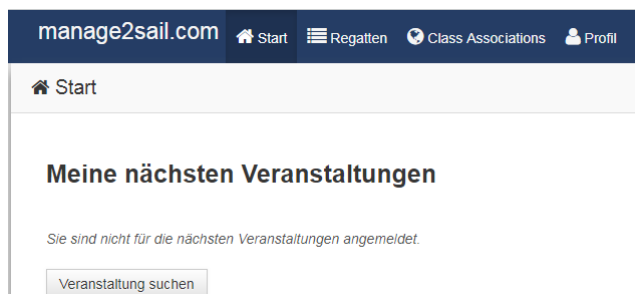 manage2sail.com Start Regatten Class Associations Profil
Start
Meine nächsten Veranstaltungen
Sie sind nicht für die nächsten Veranstaltungen angemeldet.
Veranstaltung suchen